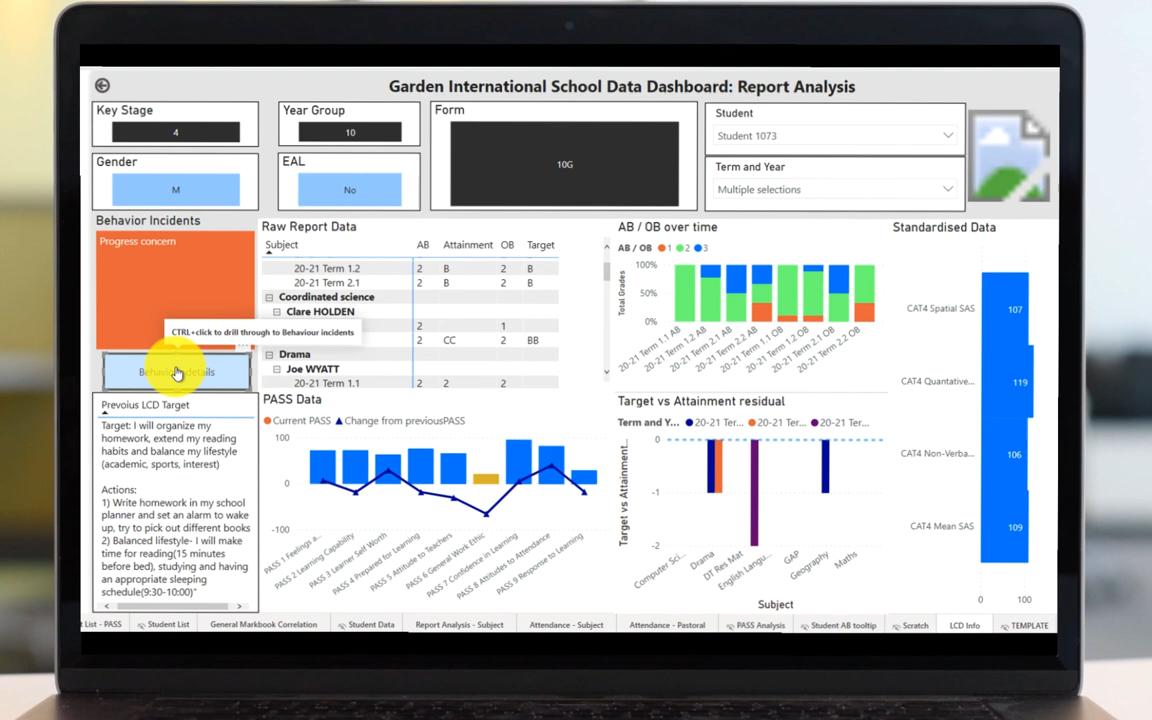 Garden International School Data Dashboard: Report Analysis
Key Stage
4
Year Group
10
Form
10G
Student
Student 1073
Gender
M
EAL
No
Term and Year
Multiple selections
Behavior Incidents
Progress concern
CTRL+click to drill through to Behaviour incidents
Prevoius LCD Target
Target: I will organize my
homework, extend my reading
habits and balance my lifestyle
(academic, sports, interest)
Actions:
1) Write homework in my school
planner and set an alarm to wake
up, try to pick out different books
2) Balanced lifestyle- I will make
time for reading(15 minutes
before bed), studying and having
an appropriate sleeping
schedule(9:30-10:00)"
Raw Report Data
Subject AB Attainment OB Target
20-21 Term 1.2 2 B 2 B
20-21 Term 2.1 2 B 2 B
Coordinated science
Clare HOLDEN
2 1
2 CC 2 BB
Drama
Joe WYATT
20-21 Term 1.1 2 2 2
PASS Data
Current PASS Change from previousPASS
100
0
-100
PASS 1 Feelings a...
PASS 2 Learning Capability
PASS 3 Learner Self Worth
PASS 4 Prepared for Learning
PASS 5 Attitude to Teachers
PASS 6 General Work Ethic
PASS 7 Confidence in Learning
PASS 8 Attitudes to Attendance
PASS 9 Response to Learning
AB / OB over time
AB / OB 1 2 3
Total Grades
100%
50%
0%
20-21 Term 1.1 AB
20-21 Term 1.2 AB
20-21 Term 2.1 AB
20-21 Term 2.2 AB
20-21 Term 1.1 OB
20-21 Term 1.2 OB
20-21 Term 2.1 OB
20-21 Term 2.2 OB
Target vs Attainment residual
Term and Y... 20-21 Ter... 20-21 Ter... 20-21 Ter...
Target vs Attainment...
0
-1
-2
Computer Sci...
Drama
DT Res Mat
English Langu...
GAP
Geography
Maths
Subject
Standardised Data
CAT4 Spatial SAS 107
CAT4 Quantative... 119
CAT4 Non-Verba... 106
CAT4 Mean SAS 109
0 100
t List - PASS
Student List
General Markbook Correlation
Student Data
Report Analysis - Subject
Attendance - Subject
Attendance - Pastoral
PASS Analysis
Student AB tooltip
Scratch
LCD Info
TEMPLATE